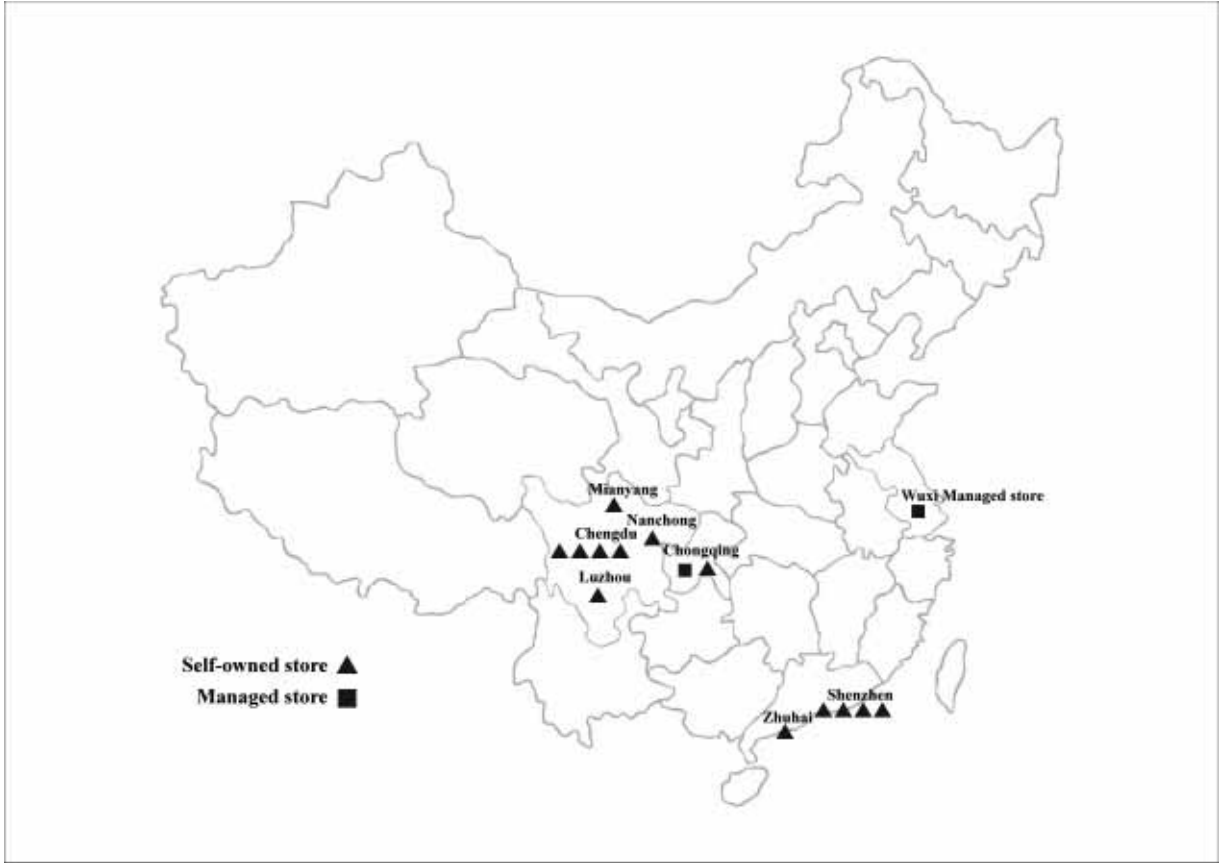 Mianyang
Wuxi Managed store
Nanchong
Chengdu
Chongqing
Luzhou
Self-owned store
Managed store
Shenzhen
Zhuhai